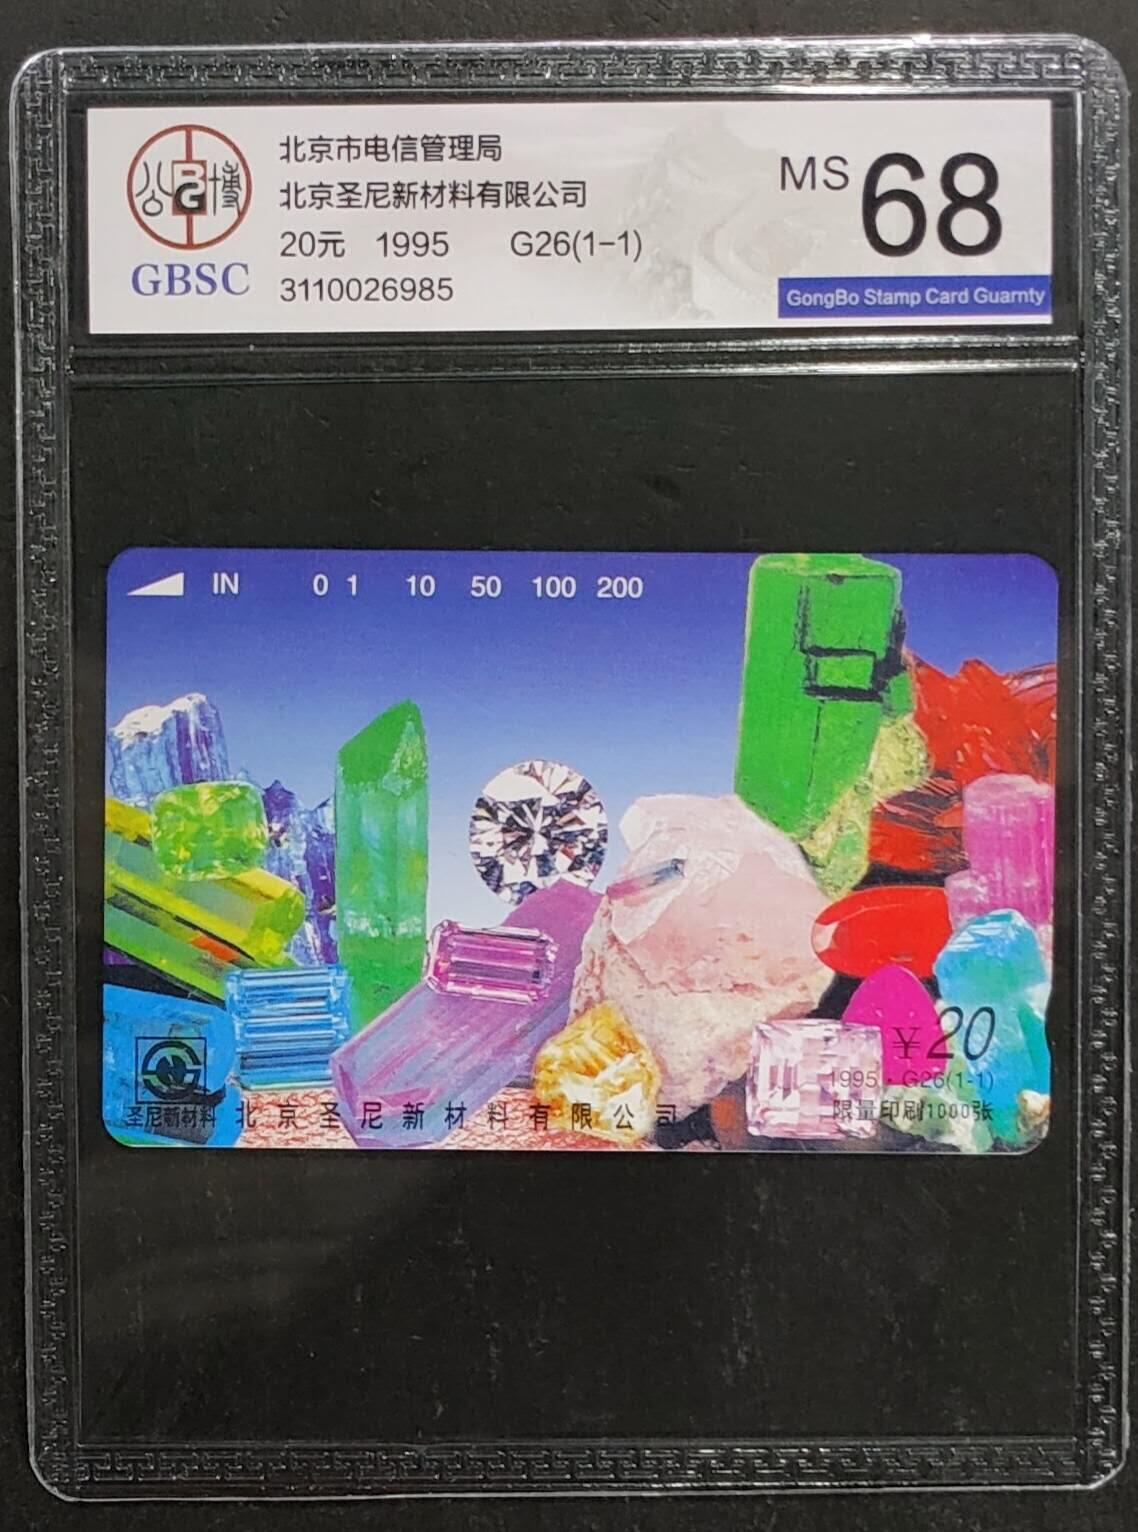 公 BG 博
GBSC
北京市电信管理局
北京圣尼新材料有限公司
20元 1995 G26(1-1)
3110026985
MS 68
GongBo Stamp Card Guarnty
IN 0 1 10 50 100 200
¥20
1995·G26(1-1)
限量印刷1000张
圣尼新材料 北京圣尼新材料有限公司